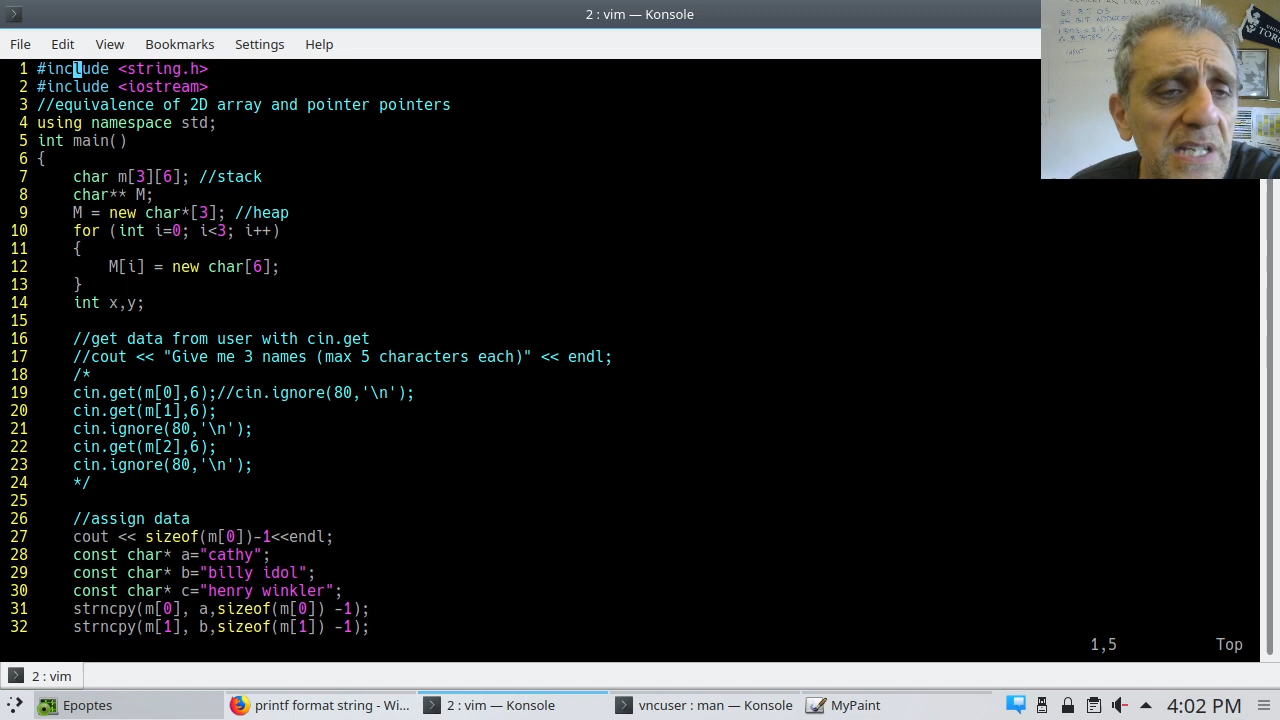 2 : vim — Konsole
File Edit View Bookmarks Settings Help
1 #include <string.h>
2 #include <iostream>
3 //equivalence of 2D array and pointer pointers
4 using namespace std;
5 int main()
6 {
7     char m[3][6]; //stack
8     char** M;
9     M = new char*[3]; //heap
10     for (int i=0; i<3; i++)
11     {
12         M[i] = new char[6];
13     }
14     int x,y;
15
16     //get data from user with cin.get
17     //cout << "Give me 3 names (max 5 characters each)" << endl;
18     /*
19     cin.get(m[0],6);//cin.ignore(80,'\n');
20     cin.get(m[1],6);
21     cin.ignore(80,'\n');
22     cin.get(m[2],6);
23     cin.ignore(80,'\n');
24     */
25
26     //assign data
27     cout << sizeof(m[0])-1<<endl;
28     const char* a="cathy";
29     const char* b="billy idol";
30     const char* c="henry winkler";
31     strncpy(m[0], a,sizeof(m[0]) -1);
32     strncpy(m[1], b,sizeof(m[1]) -1);
1,5 Top
2 : vim
Epoptes
printf format string - Wi...
2 : vim — Konsole
vncuser : man — Konsole
MyPaint
4:02 PM